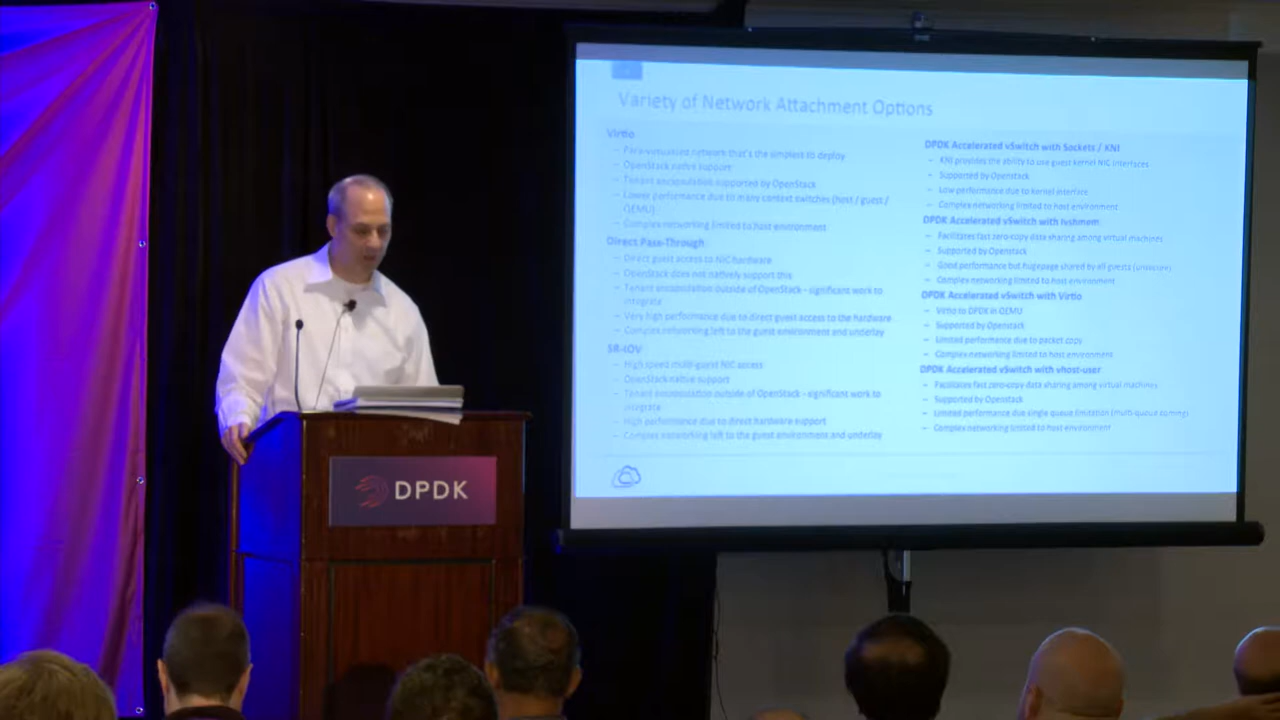 Variety of Network Attachment Options
Virtio
– Paravirtualized network that's the simplest to deploy
– OpenStack native support
– Tenant encapsulation supported by OpenStack
– Lower performance due to many context switches (host / guest /
QEMU)
– Complex networking limited to host environment
Direct Pass-Through
– Direct guest access to NIC hardware
– OpenStack does not natively support this
– Tenant encapsulation outside of OpenStack - significant work to
integrate
– Very high performance due to direct guest access to the hardware
– Complex networking left to the guest environment and underlay
SR-IOV
– High speed multi-guest NIC access
– OpenStack native support
– Tenant encapsulation outside of OpenStack - significant work to
integrate
– High performance due to direct hardware support
– Complex networking left to the guest environment and underlay
DPDK Accelerated vSwitch with Sockets / KNI
– KNI provides the ability to use guest kernel NIC interfaces
– Supported by Openstack
– Low performance due to kernel interface
– Complex networking limited to host environment
DPDK Accelerated vSwitch with Ivshmem
– Facilitates fast zero-copy data sharing among virtual machines
– Supported by Openstack
– Good performance but hugepage shared by all guests (unsecure)
– Complex networking limited to host environment
DPDK Accelerated vSwitch with Virtio
– Virtio to DPDK in QEMU
– Supported by Openstack
– Limited performance due to packet copy
– Complex networking limited to host environment
DPDK Accelerated vSwitch with vhost-user
– Facilitates fast zero-copy data sharing among virtual machines
– Supported by Openstack
– Limited performance due single queue limitation (multi-queue coming)
– Complex networking limited to host environment
DPDK